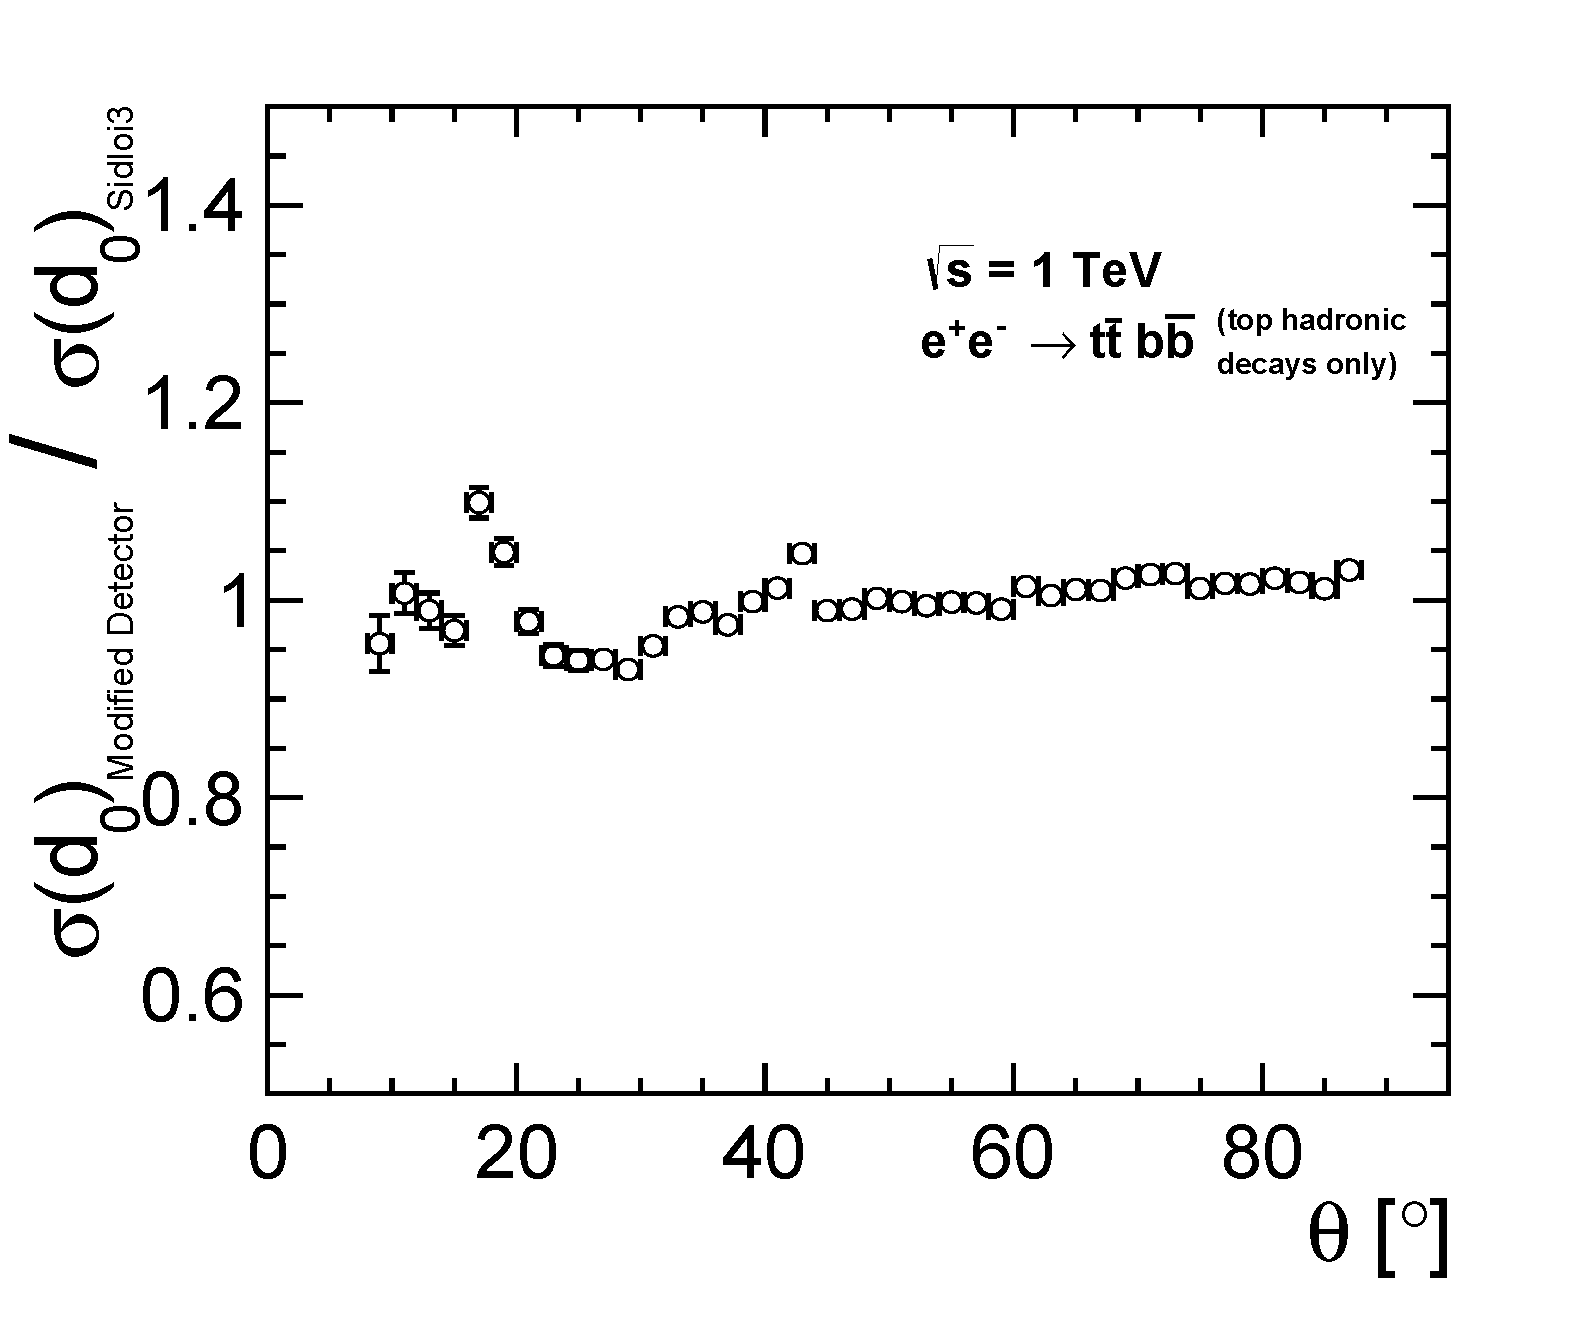 σ(d₀)Modified Detector / σ(d₀)Sidloi3
1.4
1.2
1
0.8
0.6
√s = 1 TeV
e⁺e⁻ → tt̄ bb̄ (top hadronic
decays only)
0 20 40 60 80
θ [°]